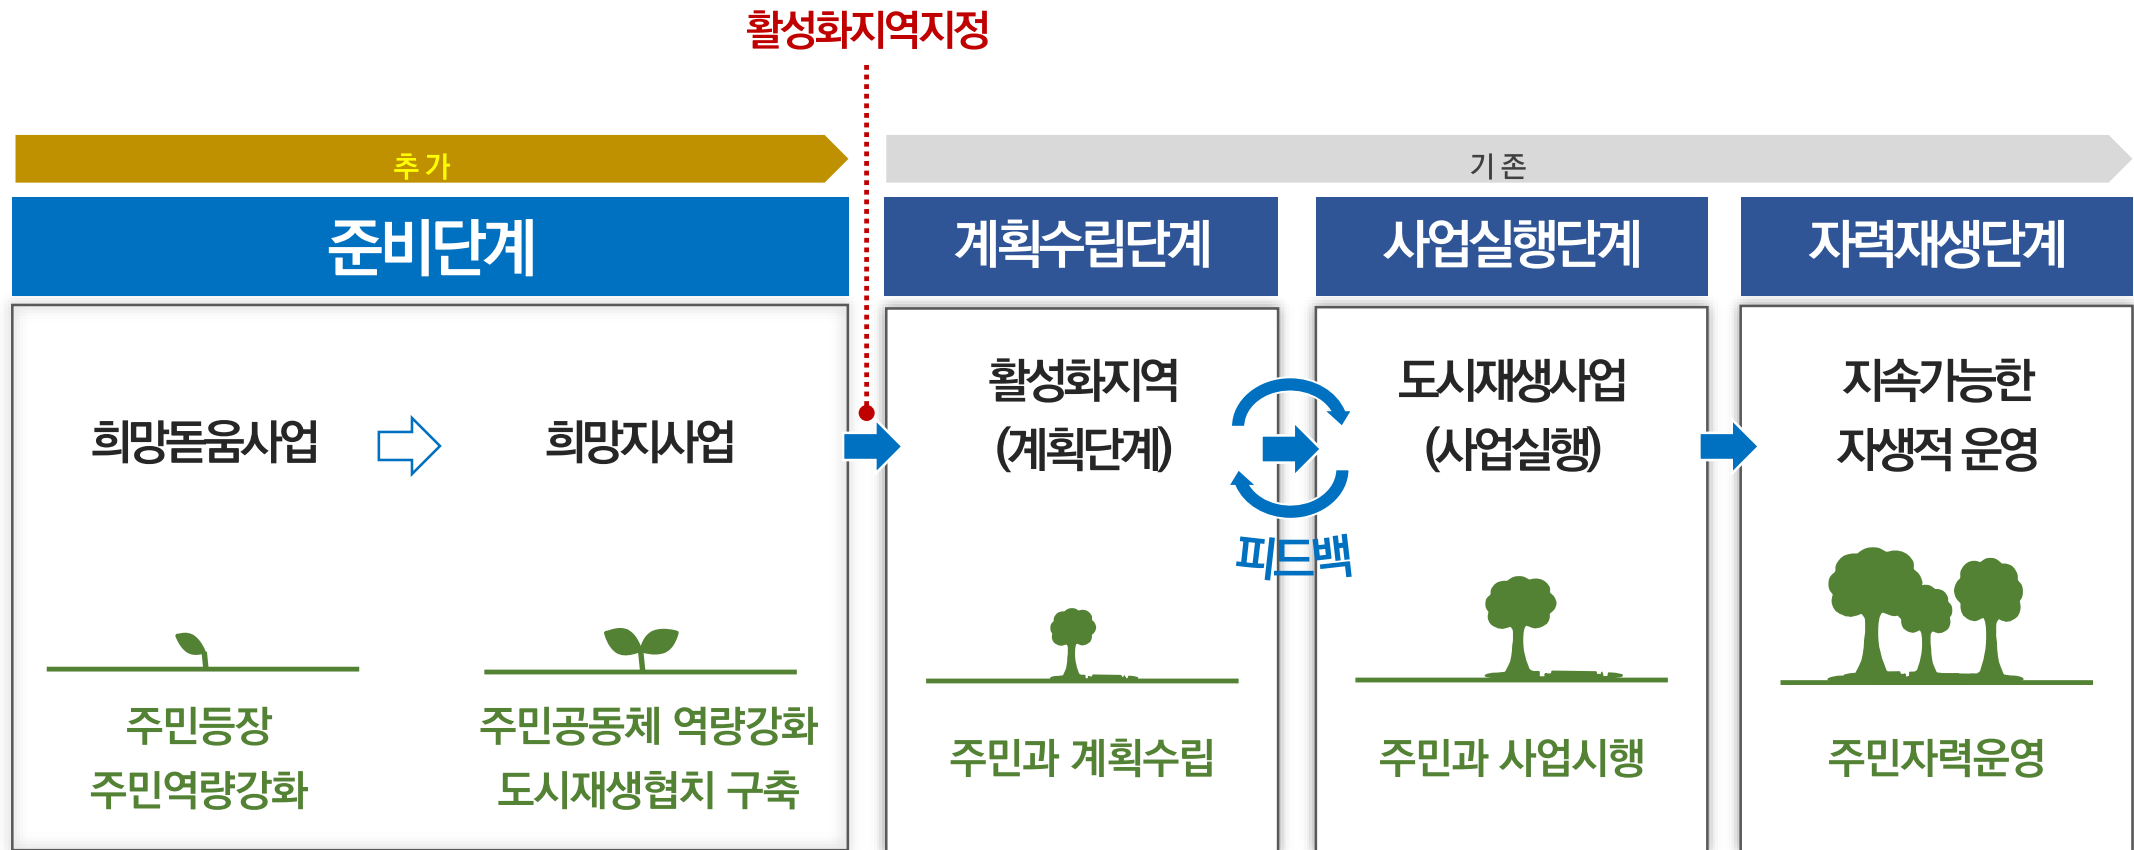 활성화지역지정
추 가
기 존
준비단계
계획수립단계
사업실행단계
자력재생단계
희망돋움사업
희망지사업
활성화지역
(계획단계)
도시재생사업
(사업실행)
지속가능한
자생적 운영
피드백
주민등장
주민역량강화
주민공동체 역량강화
도시재생협치 구축
주민과 계획수립
주민과 사업시행
주민자력운영